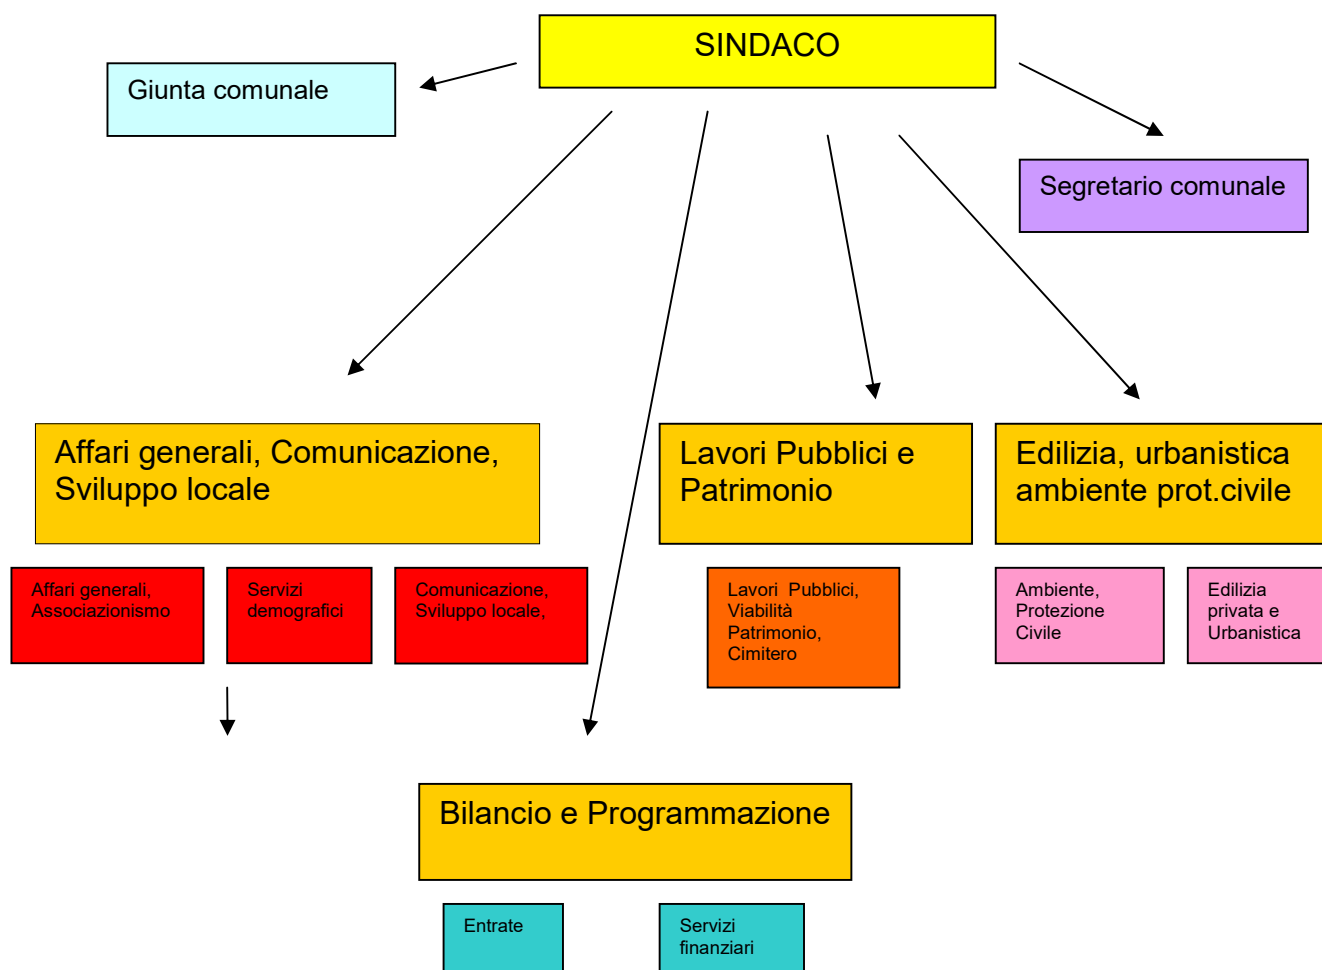 SINDACO
Giunta comunale
Segretario comunale
Affari generali, Comunicazione,
Sviluppo locale
Lavori Pubblici e
Patrimonio
Edilizia, urbanistica
ambiente prot.civile
Affari generali,
Associazionismo
Servizi
demografici
Comunicazione,
Sviluppo locale,
Lavori  Pubblici,
Viabilità
Patrimonio,
Cimitero
Ambiente,
Protezione
Civile
Edilizia
privata e
Urbanistica
Bilancio e Programmazione
Entrate
Servizi
finanziari